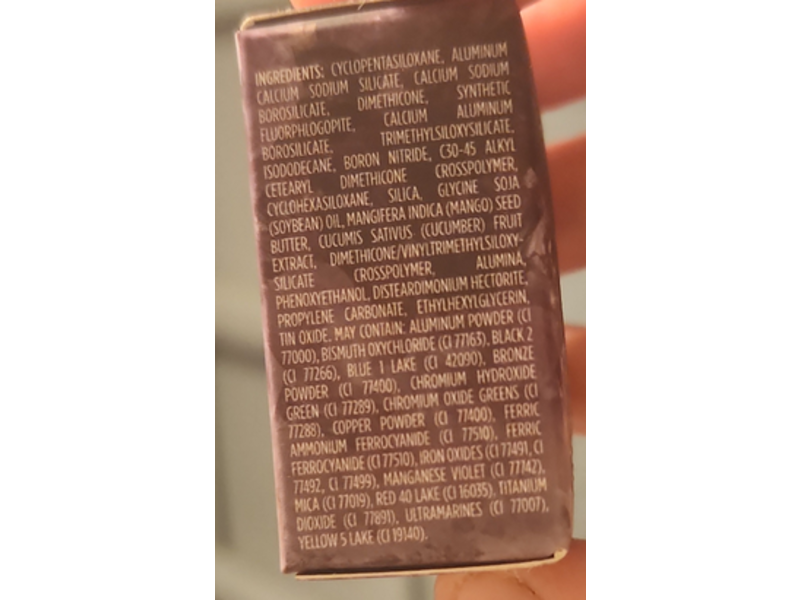 INGREDIENTS: CYCLOPENTASILOXANE, ALUMINUM
CALCIUM SODIUM SILICATE, CALCIUM SODIUM
BOROSILICATE, DIMETHICONE, SYNTHETIC
FLUORPHLOGOPITE, CALCIUM ALUMINUM
BOROSILICATE, TRIMETHYLSILOXYSILICATE,
ISODODECANE, BORON NITRIDE, C30-45 ALKYL
CETEARYL DIMETHICONE CROSSPOLYMER,
CYCLOHEXASILOXANE, SILICA, GLYCINE SOJA
(SOYBEAN) OIL, MANGIFERA INDICA (MANGO) SEED
BUTTER, CUCUMIS SATIVUS (CUCUMBER) FRUIT
EXTRACT, DIMETHICONE/VINYLTRIMETHYLSILOXY-
SILICATE CROSSPOLYMER, ALUMINA,
PHENOXYETHANOL, DISTEARDIMONIUM HECTORITE,
PROPYLENE CARBONATE, ETHYLHEXYLGLYCERIN,
TIN OXIDE. MAY CONTAIN: ALUMINUM POWDER (CI
77000), BISMUTH OXYCHLORIDE (CI 77163), BLACK 2
(CI 77266), BLUE 1 LAKE (CI 42090), BRONZE
POWDER (CI 77400), CHROMIUM HYDROXIDE
GREEN (CI 77289), CHROMIUM OXIDE GREENS (CI
77288), COPPER POWDER (CI 77400), FERRIC
AMMONIUM FERROCYANIDE (CI 77510), FERRIC
FERROCYANIDE (CI 77510), IRON OXIDES (CI 77491, CI
77492, CI 77499), MANGANESE VIOLET (CI 77742),
MICA (CI 77019), RED 40 LAKE (CI 16035), TITANIUM
DIOXIDE (CI 77891), ULTRAMARINES (CI 77007),
YELLOW 5 LAKE (CI 19140).